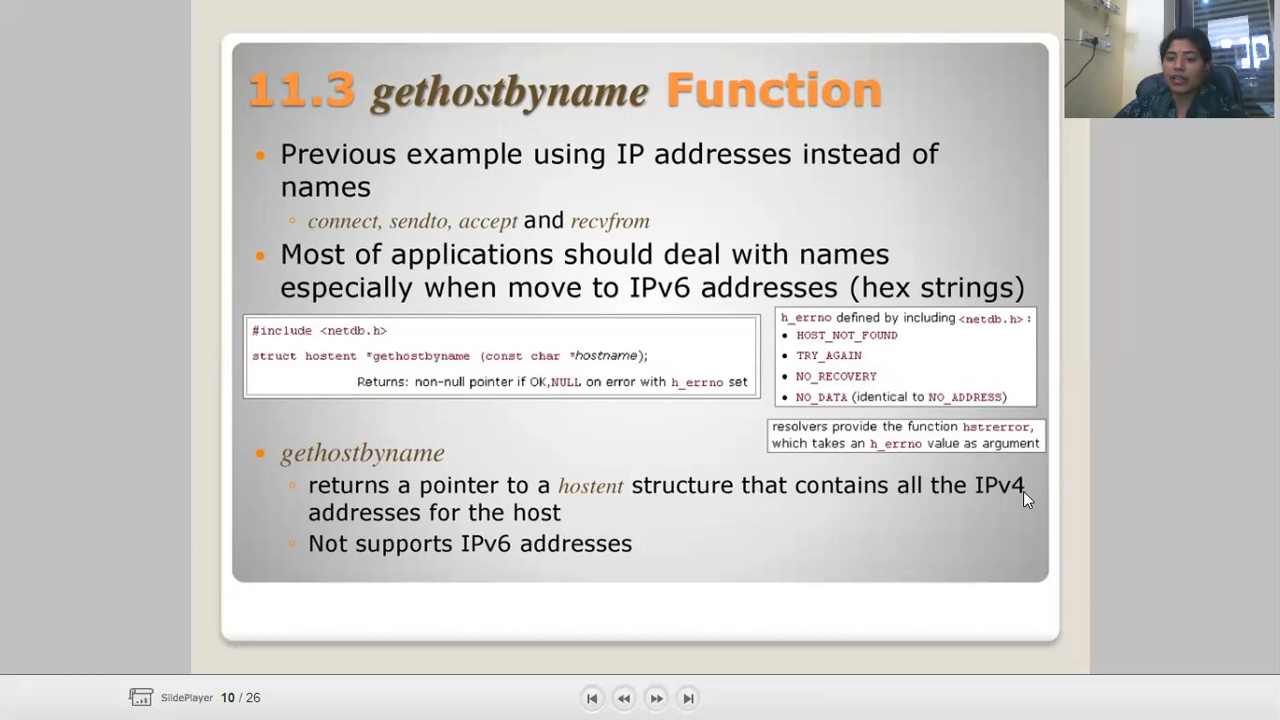 11.3 gethostbyname Function
• Previous example using IP addresses instead of
names
◦ connect, sendto, accept and recvfrom
• Most of applications should deal with names
especially when move to IPv6 addresses (hex strings)
#include <netdb.h>
struct hostent *gethostbyname (const char *hostname);
Returns: non-null pointer if OK,NULL on error with h_errno set
h_errno defined by including <netdb.h> :
• HOST_NOT_FOUND
• TRY_AGAIN
• NO_RECOVERY
• NO_DATA (identical to NO_ADDRESS)
resolvers provide the function hstrerror,
which takes an h_errno value as argument
• gethostbyname
◦ returns a pointer to a hostent structure that contains all the IPv4
addresses for the host
◦ Not supports IPv6 addresses
SlidePlayer 10 / 26